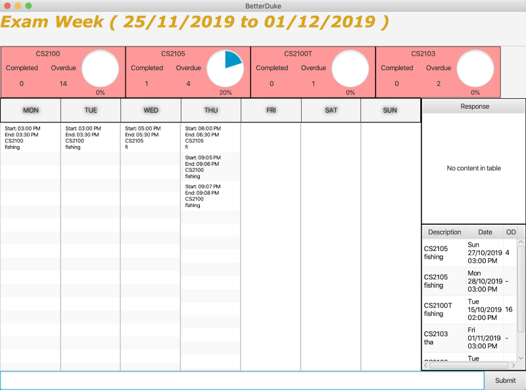 BetterDuke
Exam Week ( 25/11/2019 to 01/12/2019 )
CS2100
Completed Overdue
0 14
0%
CS2105
Completed Overdue
1 4
20%
CS2100T
Completed Overdue
0 1
0%
CS2103
Completed Overdue
0 2
0%
MON TUE WED THU FRI SAT SUN
Start: 03:00 PM
End: 03:30 PM
CS2100
fishing
Start: 03:00 PM
End: 03:30 PM
CS2100
fishing
Start: 05:00 PM
End: 05:30 PM
CS2105
fi
Start: 06:00 PM
End: 06:30 PM
CS2105
fi
Start: 09:05 PM
End: 09:06 PM
CS2100
fishing
Start: 09:07 PM
End: 09:08 PM
CS2100
fishing
Response
No content in table
Description Date OD
CS2105
fishing
Sun
27/10/2019
03:00 PM
4
CS2105
fishing
Mon
28/10/2019
03:00 PM
-
CS2100T
fishing
Tue
15/10/2019
02:00 PM
16
CS2103
tha
Fri
01/11/2019
03:00 PM
-
Tue
Submit